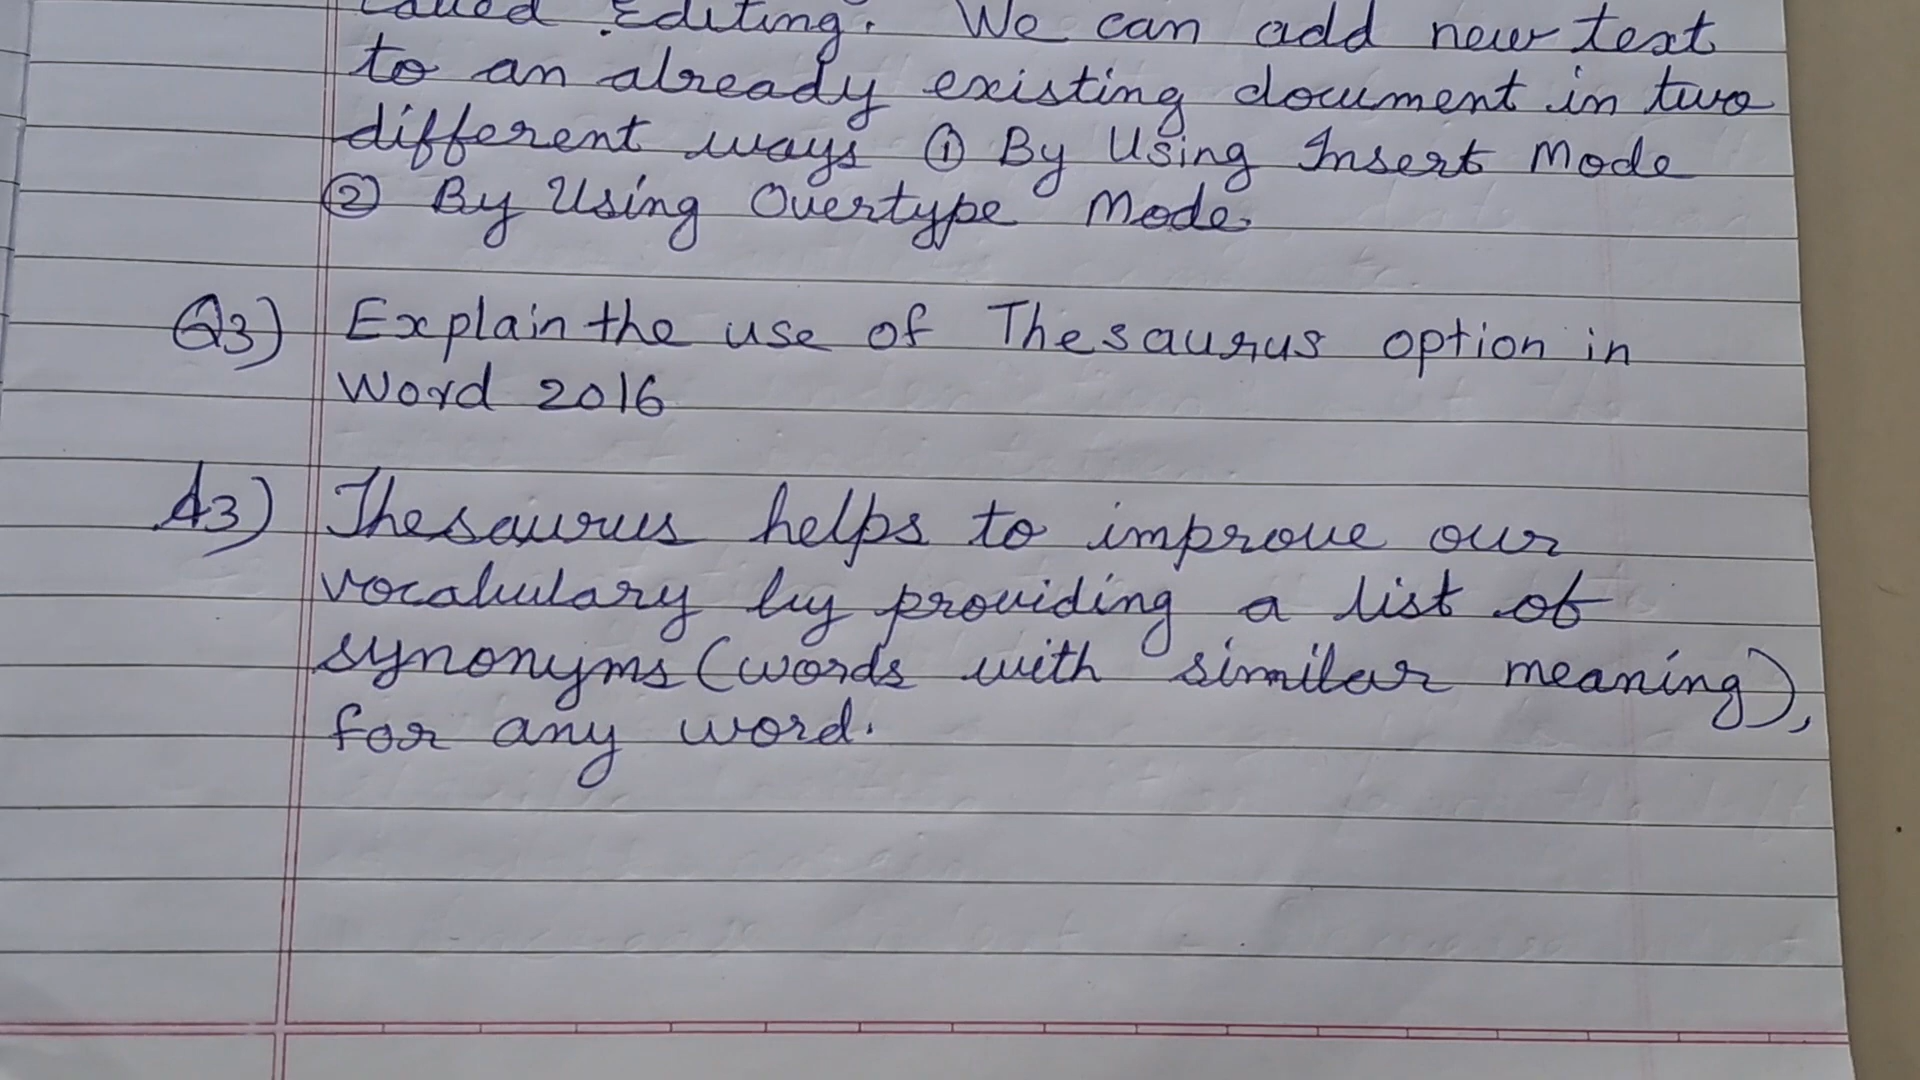 called Editing. We can add new text
to an already existing document in two
different ways ① By Using Insert Mode
② By Using Overtype Mode.
Q3) Explain the use of Thesaurus option in
Word 2016
A3) Thesaurus helps to improve our
vocabulary by providing a list of
synonyms (words with similar meaning),
for any word.